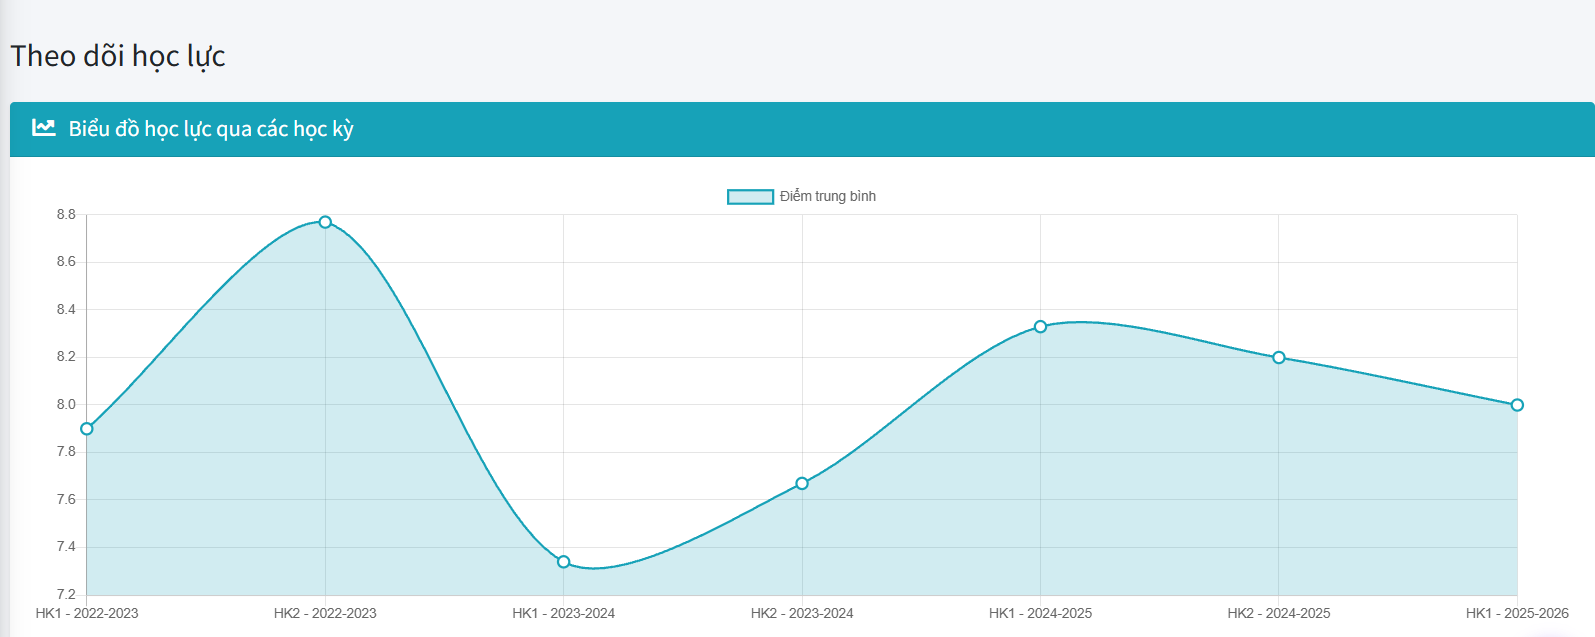 Theo dõi học lực
Biểu đồ học lực qua các học kỳ
Điểm trung bình
8.8
8.6
8.4
8.2
8.0
7.8
7.6
7.4
7.2
HK1 - 2022-2023 HK2 - 2022-2023 HK1 - 2023-2024 HK2 - 2023-2024 HK1 - 2024-2025 HK2 - 2024-2025 HK1 - 2025-2026